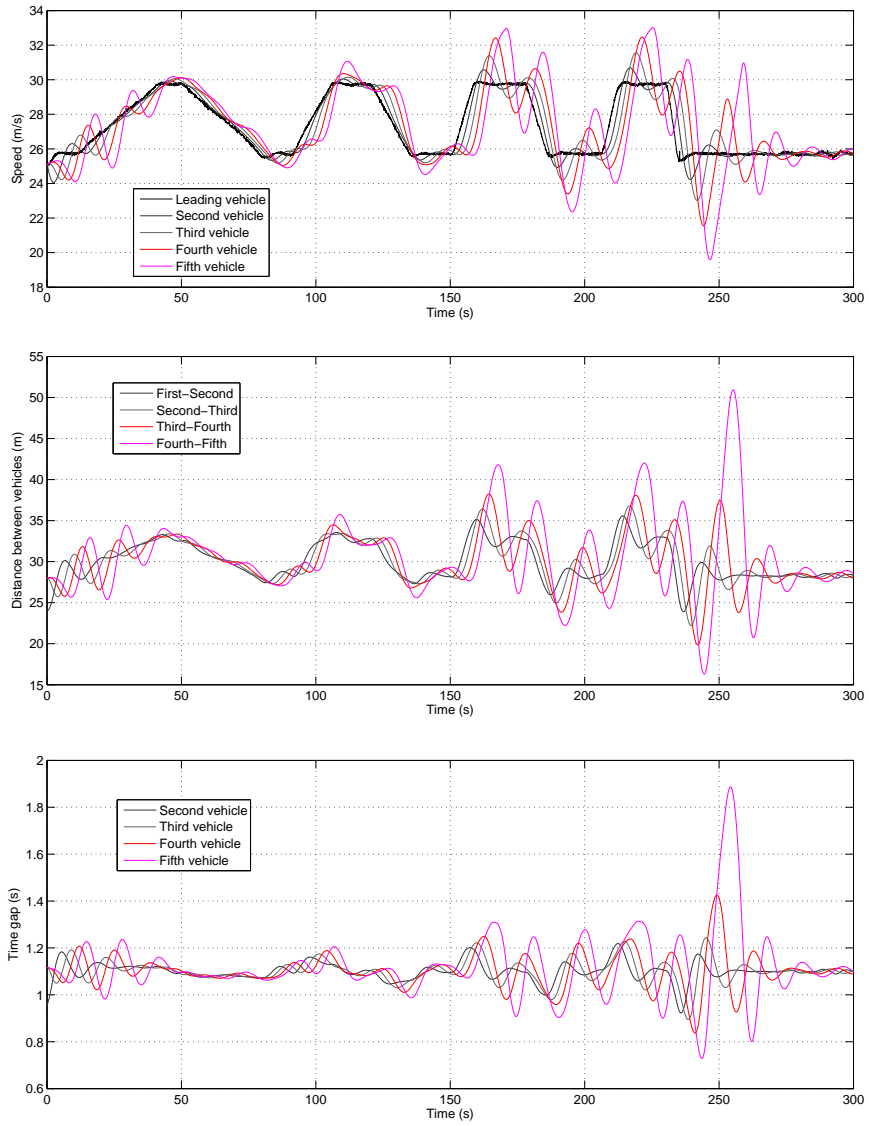 34
32
30
28
26
24
22
20
18
Speed (m/s)
Leading vehicle
Second vehicle
Third vehicle
Fourth vehicle
Fifth vehicle
0 50 100 150 200 250 300
Time (s)
55
50
45
40
35
30
25
20
15
Distance between vehicles (m)
First−Second
Second−Third
Third−Fourth
Fourth−Fifth
0 50 100 150 200 250 300
Time (s)
2
1.8
1.6
1.4
1.2
1
0.8
0.6
Time gap (s)
Second vehicle
Third vehicle
Fourth vehicle
Fifth vehicle
0 50 100 150 200 250 300
Time (s)